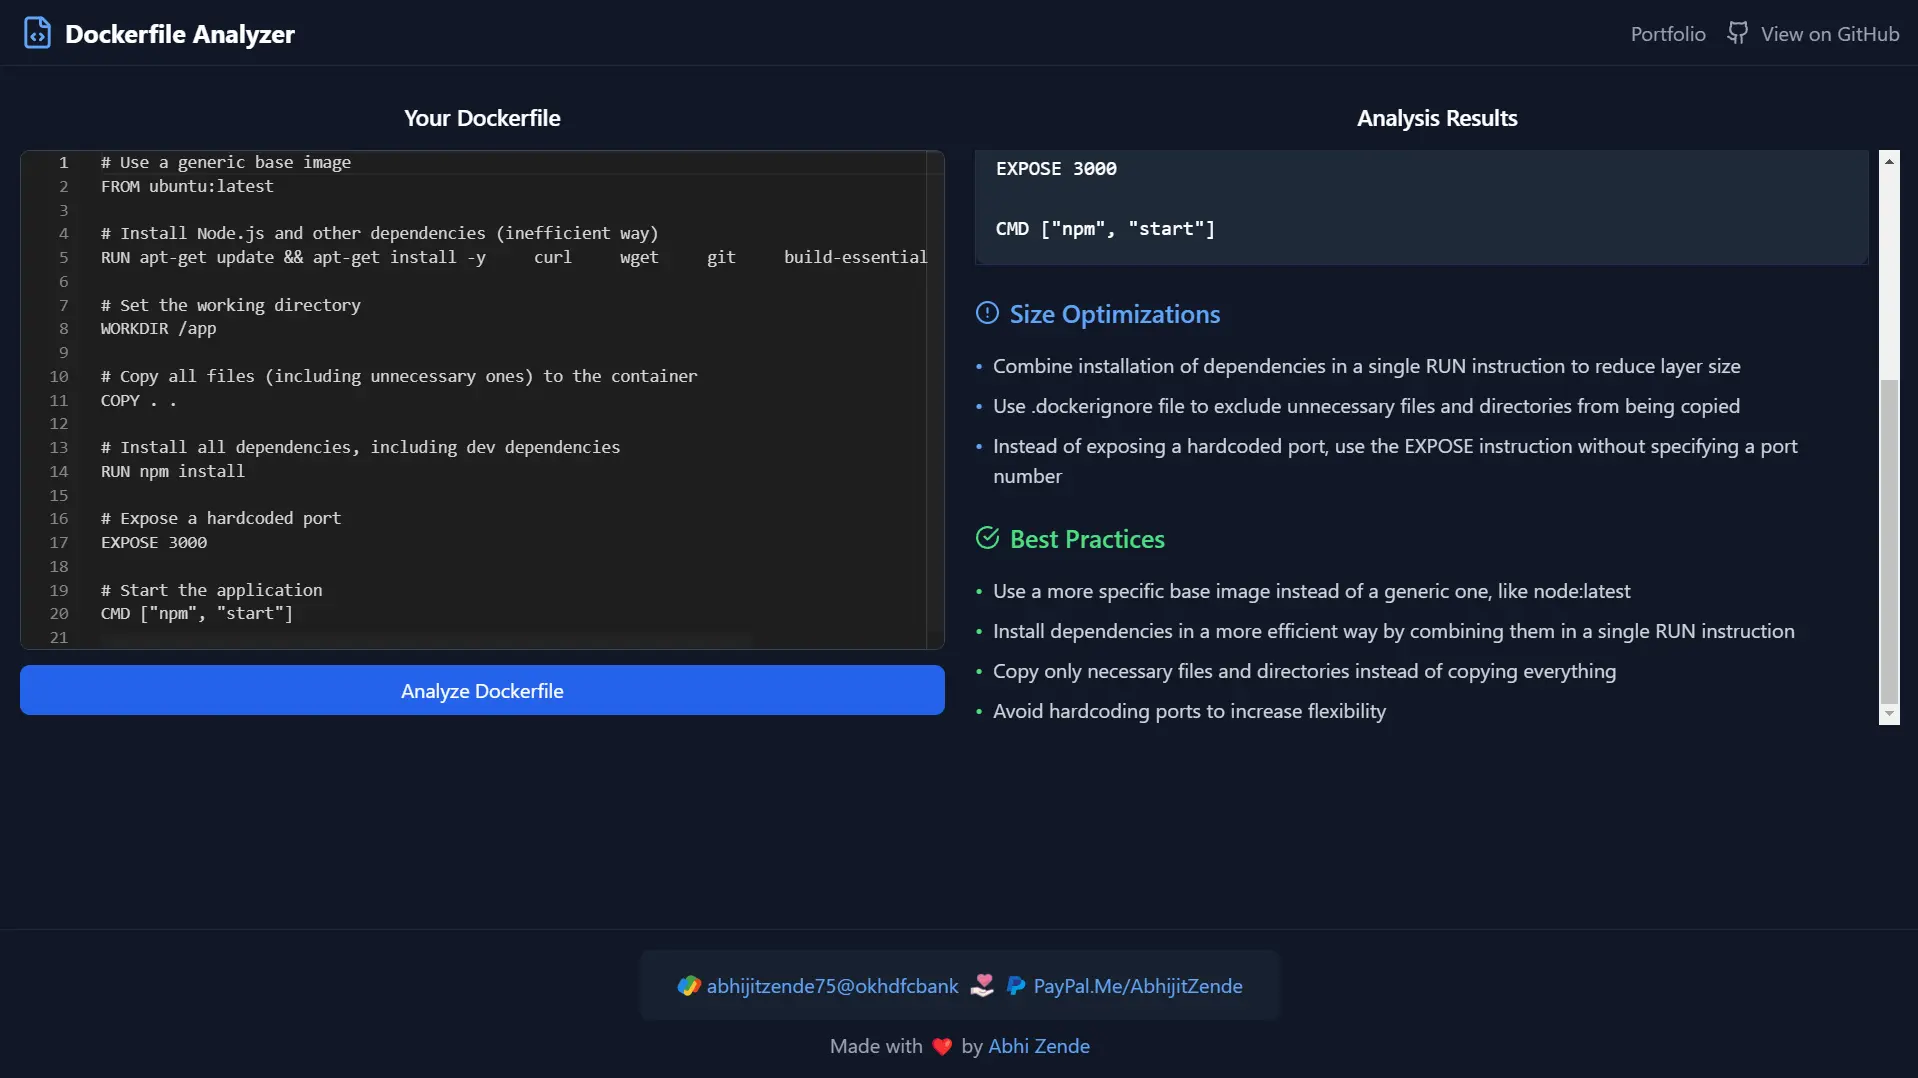 Dockerfile Analyzer
Portfolio
View on GitHub
Your Dockerfile
1 # Use a generic base image
2 FROM ubuntu:latest
3
4 # Install Node.js and other dependencies (inefficient way)
5 RUN apt-get update && apt-get install -y     curl     wget     git     build-essential
6
7 # Set the working directory
8 WORKDIR /app
9
10 # Copy all files (including unnecessary ones) to the container
11 COPY . .
12
13 # Install all dependencies, including dev dependencies
14 RUN npm install
15
16 # Expose a hardcoded port
17 EXPOSE 3000
18
19 # Start the application
20 CMD ["npm", "start"]
21
Analyze Dockerfile
Analysis Results
EXPOSE 3000
CMD ["npm", "start"]
Size Optimizations
• Combine installation of dependencies in a single RUN instruction to reduce layer size
• Use .dockerignore file to exclude unnecessary files and directories from being copied
• Instead of exposing a hardcoded port, use the EXPOSE instruction without specifying a port
number
Best Practices
• Use a more specific base image instead of a generic one, like node:latest
• Install dependencies in a more efficient way by combining them in a single RUN instruction
• Copy only necessary files and directories instead of copying everything
• Avoid hardcoding ports to increase flexibility
abhijitzende75@okhdfcbank
PayPal.Me/AbhijitZende
Made with ❤️ by Abhi Zende